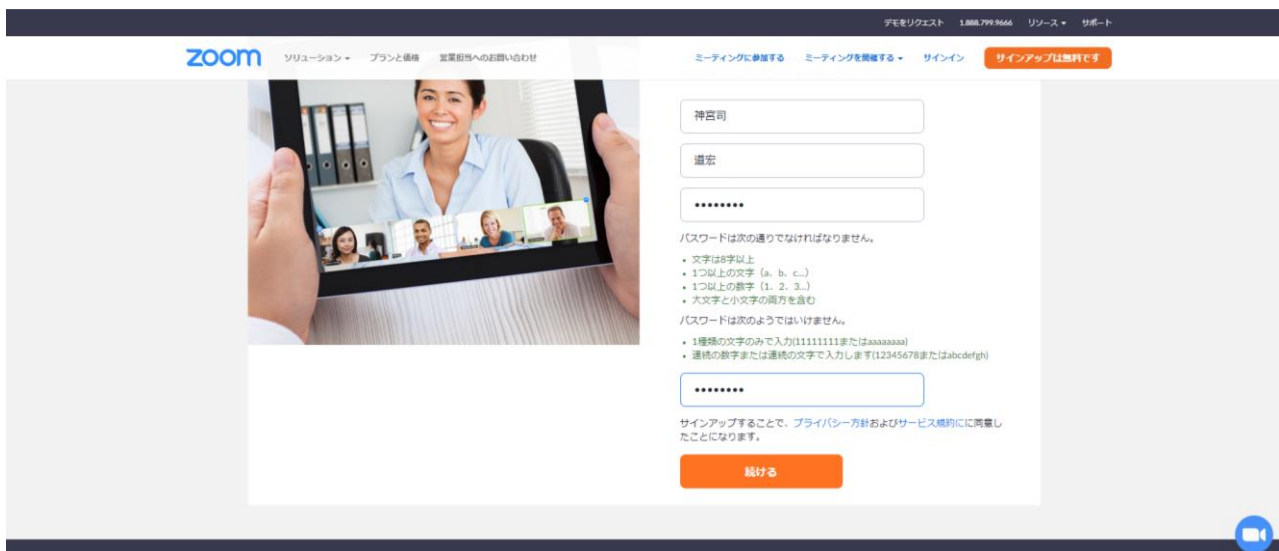 デモをリクエスト 1.888.799.9666 リソース サポート
zoom ソリューション プランと価格 営業担当へのお問い合わせ ミーティングに参加する ミーティングを開催する サインイン サインアップは無料です
神宮司
道宏
••••••••
パスワードは次の通りでなければなりません。
• 文字は8字以上
• 1つ以上の文字（a、b、c...）
• 1つ以上の数字（1、2、3...）
• 大文字と小文字の両方を含む
パスワードは次のようではいけません。
• 1種類の文字のみで入力(11111111またはaaaaaaaa)
• 連続の数字または連続の文字で入力します(12345678またはabcdefgh)
••••••••
サインアップすることで、プライバシー方針およびサービス規約にに同意し
たことになります。
続ける